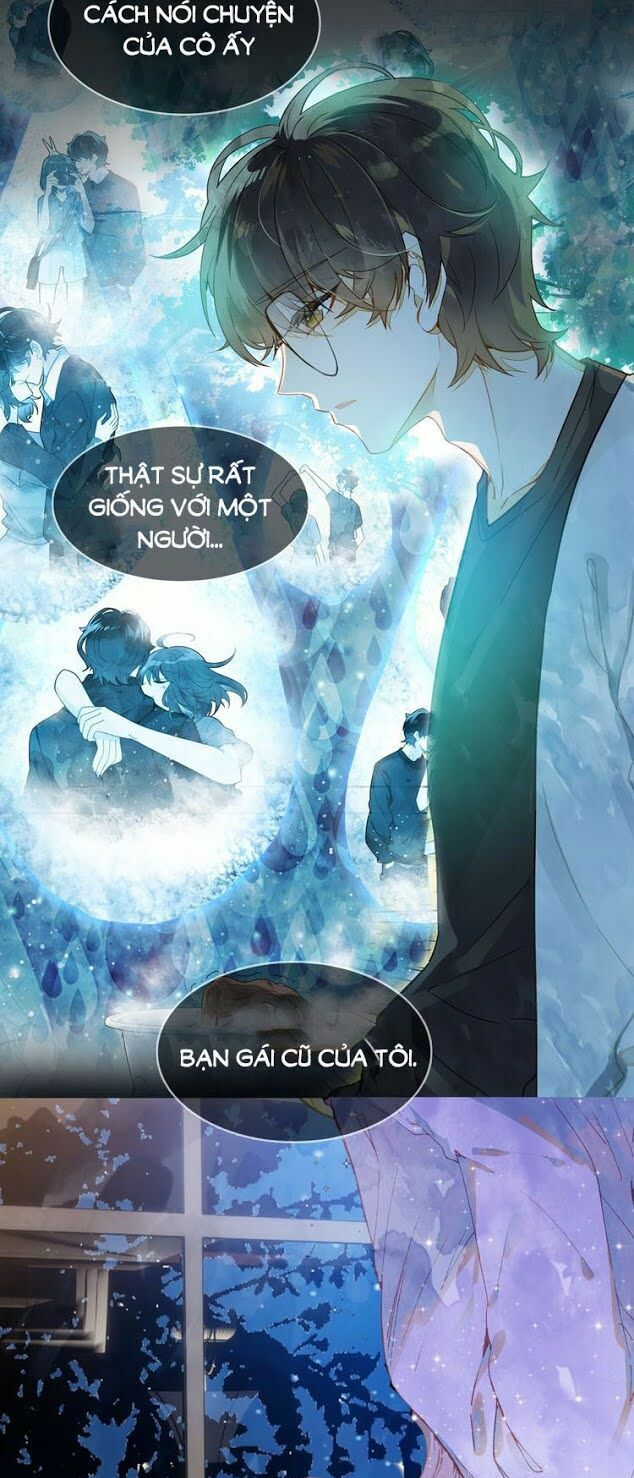 CÁCH NÓI CHUYỆN
CỦA CÔ ẤY
THẬT SỰ RẤT
GIỐNG VỚI MỘT
NGƯỜI...
BẠN GÁI CŨ CỦA TÔI.